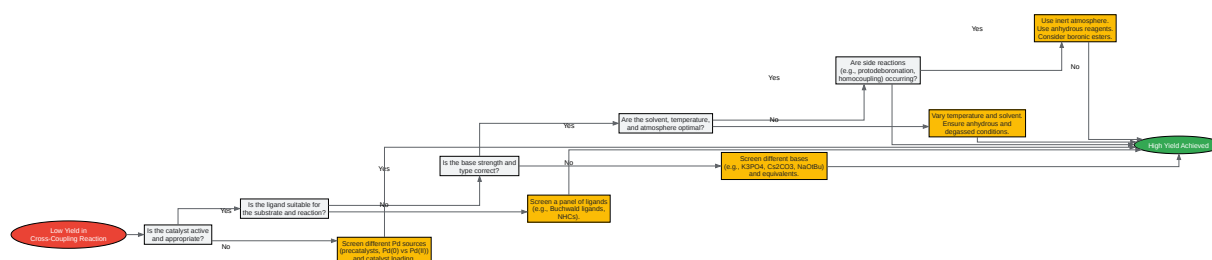 Low Yield in
Cross-Coupling Reaction
Is the catalyst active
and appropriate?
Yes
No
Screen different Pd sources
(precatalysts, Pd(0) vs Pd(II))
and catalyst loading.
Is the ligand suitable for
the substrate and reaction?
Yes
No
Screen a panel of ligands
(e.g., Buchwald ligands,
NHCs).
Is the base strength and
type correct?
Yes
No
Screen different bases
(e.g., K3PO4, Cs2CO3, NaOtBu)
and equivalents.
Are the solvent, temperature,
and atmosphere optimal?
Yes
No
Vary temperature and solvent.
Ensure anhydrous and
degassed conditions.
Are side reactions
(e.g., protodeboronation,
homocoupling) occurring?
Yes
No
Use inert atmosphere.
Use anhydrous reagents.
Consider boronic esters.
High Yield Achieved